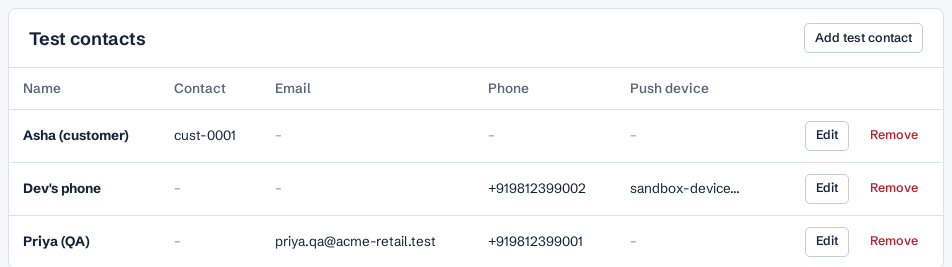 Test contacts
Add test contact
Name Contact Email Phone Push device
Asha (customer) cust-0001 – – – Edit Remove
Dev's phone – – +919812399002 sandbox-device… Edit Remove
Priya (QA) – priya.qa@acme-retail.test +919812399001 – Edit Remove